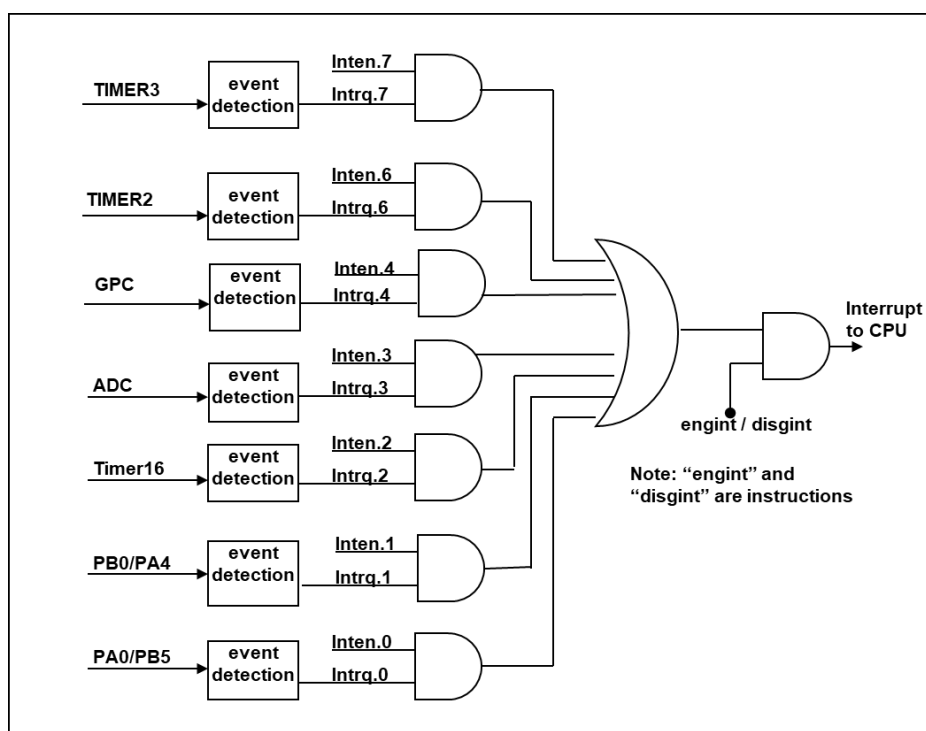 TIMER3
event
detection
Inten.7
Intrq.7
TIMER2
event
detection
Inten.6
Intrq.6
GPC
event
detection
Inten.4
Intrq.4
ADC
event
detection
Inten.3
Intrq.3
Timer16
event
detection
Inten.2
Intrq.2
PB0/PA4
event
detection
Inten.1
Intrq.1
PA0/PB5
event
detection
Inten.0
Intrq.0
Interrupt
to CPU
engint / disgint
Note: “engint” and
“disgint” are instructions